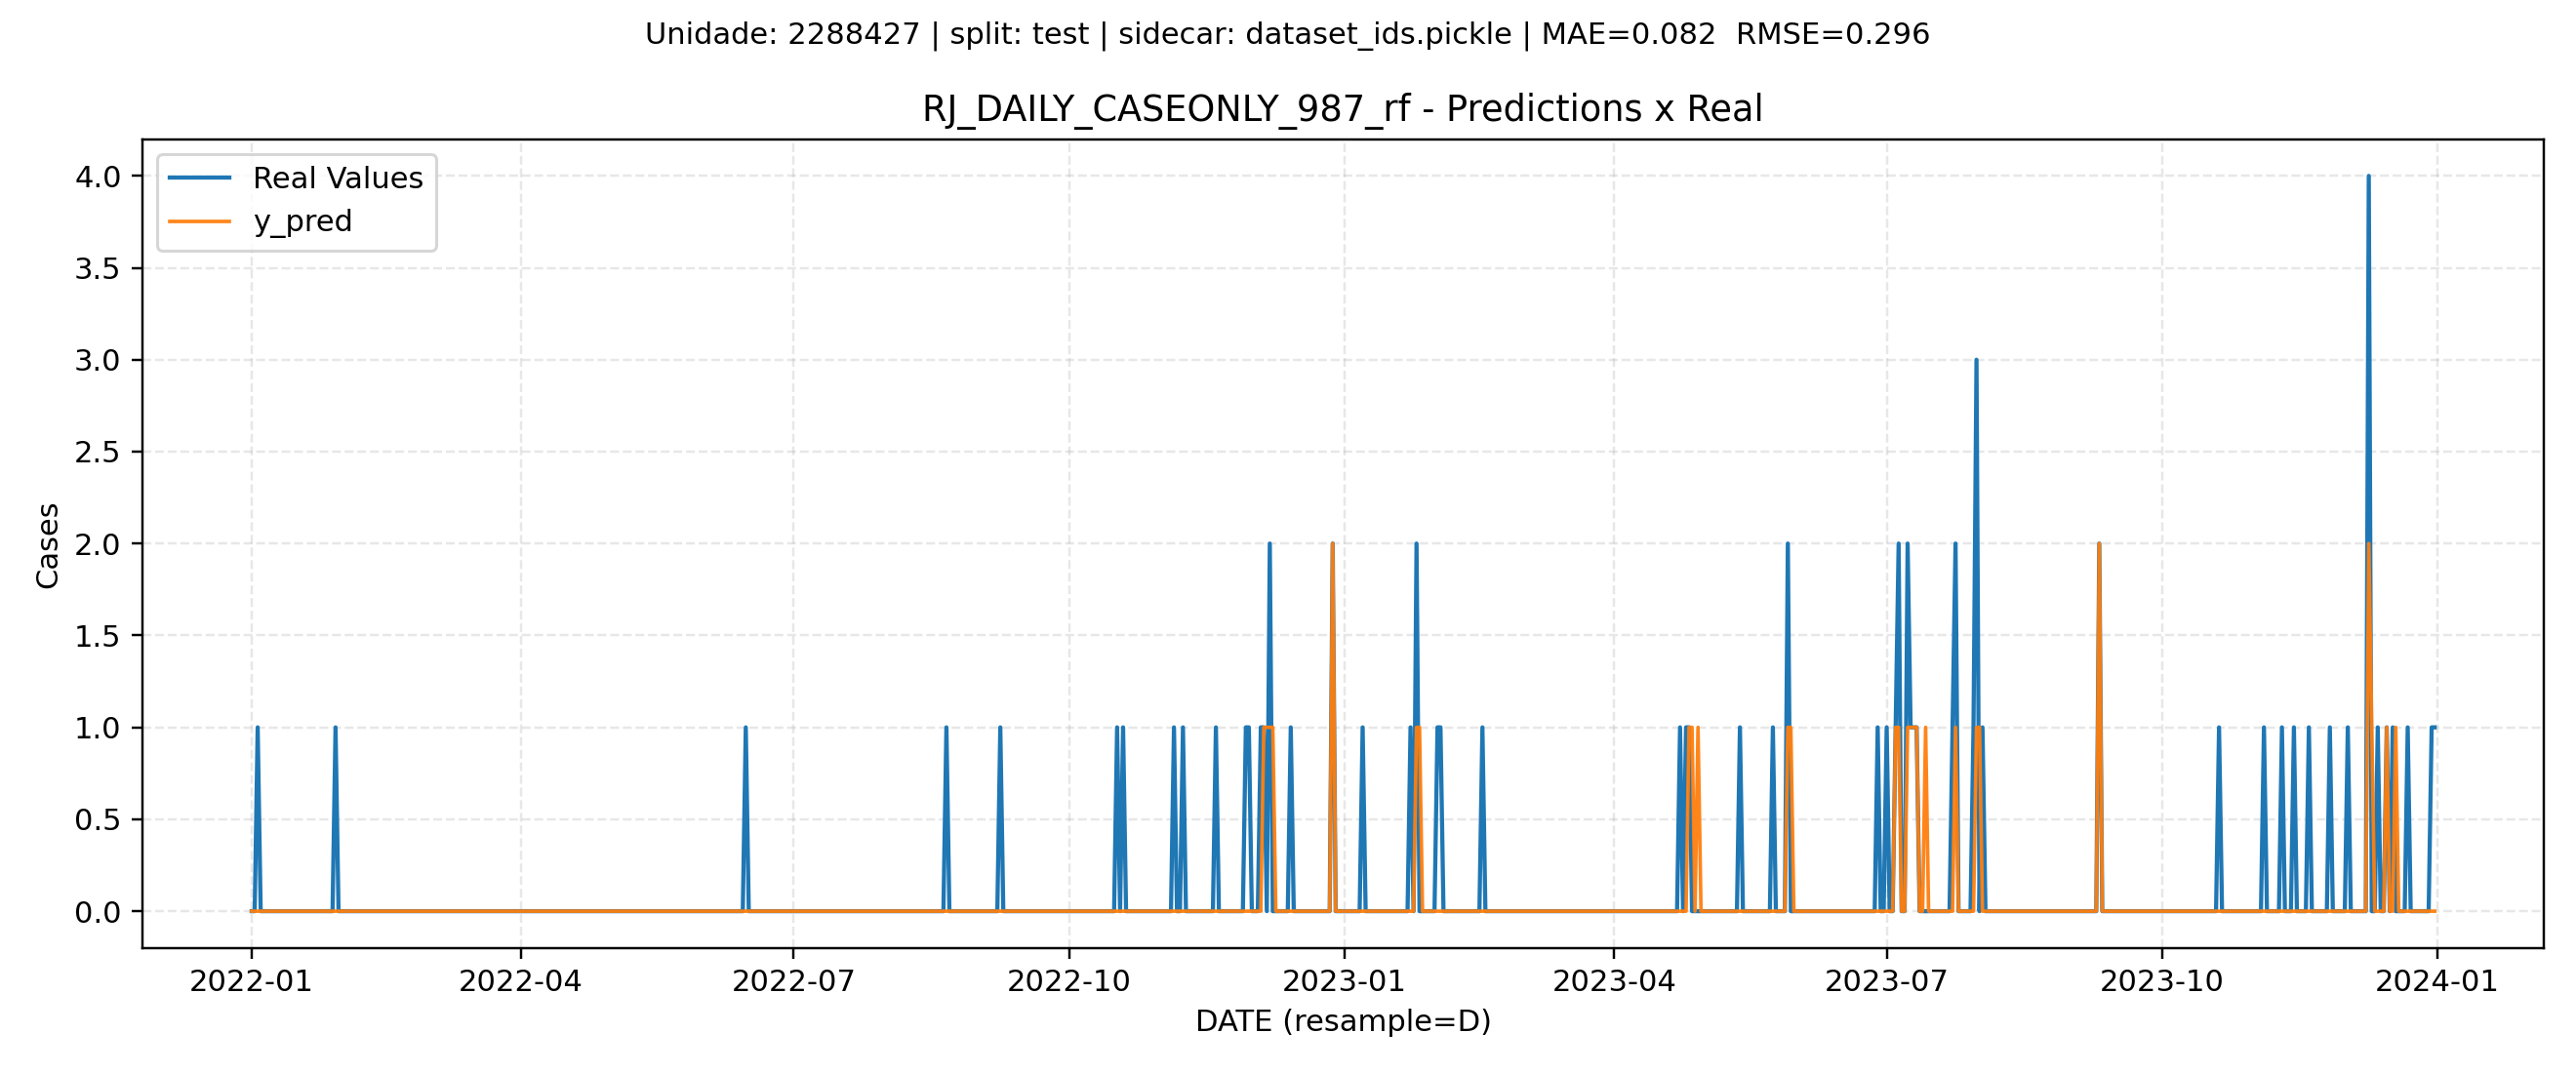 Unidade: 2288427 | split: test | sidecar: dataset_ids.pickle | MAE=0.082  RMSE=0.296
RJ_DAILY_CASEONLY_987_rf - Predictions x Real
Real Values
y_pred
Cases
4.0
3.5
3.0
2.5
2.0
1.5
1.0
0.5
0.0
2022-01 2022-04 2022-07 2022-10 2023-01 2023-04 2023-07 2023-10 2024-01
DATE (resample=D)